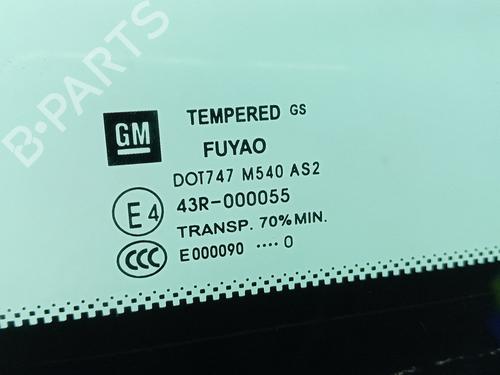 B-PARTS
GM
TEMPERED GS
FUYAO
DOT747 M540 AS2
E4 43R-000055
TRANSP. 70% MIN.
CCC E000090 .... 0